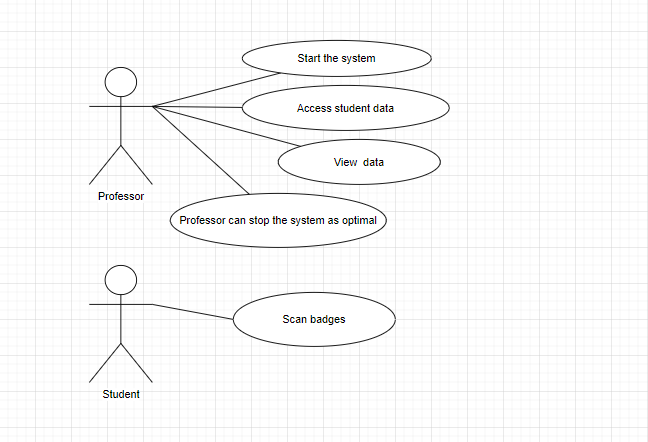 Start the system
Access student data
View  data
Professor
Professor can stop the system as optimal
Scan badges
Student